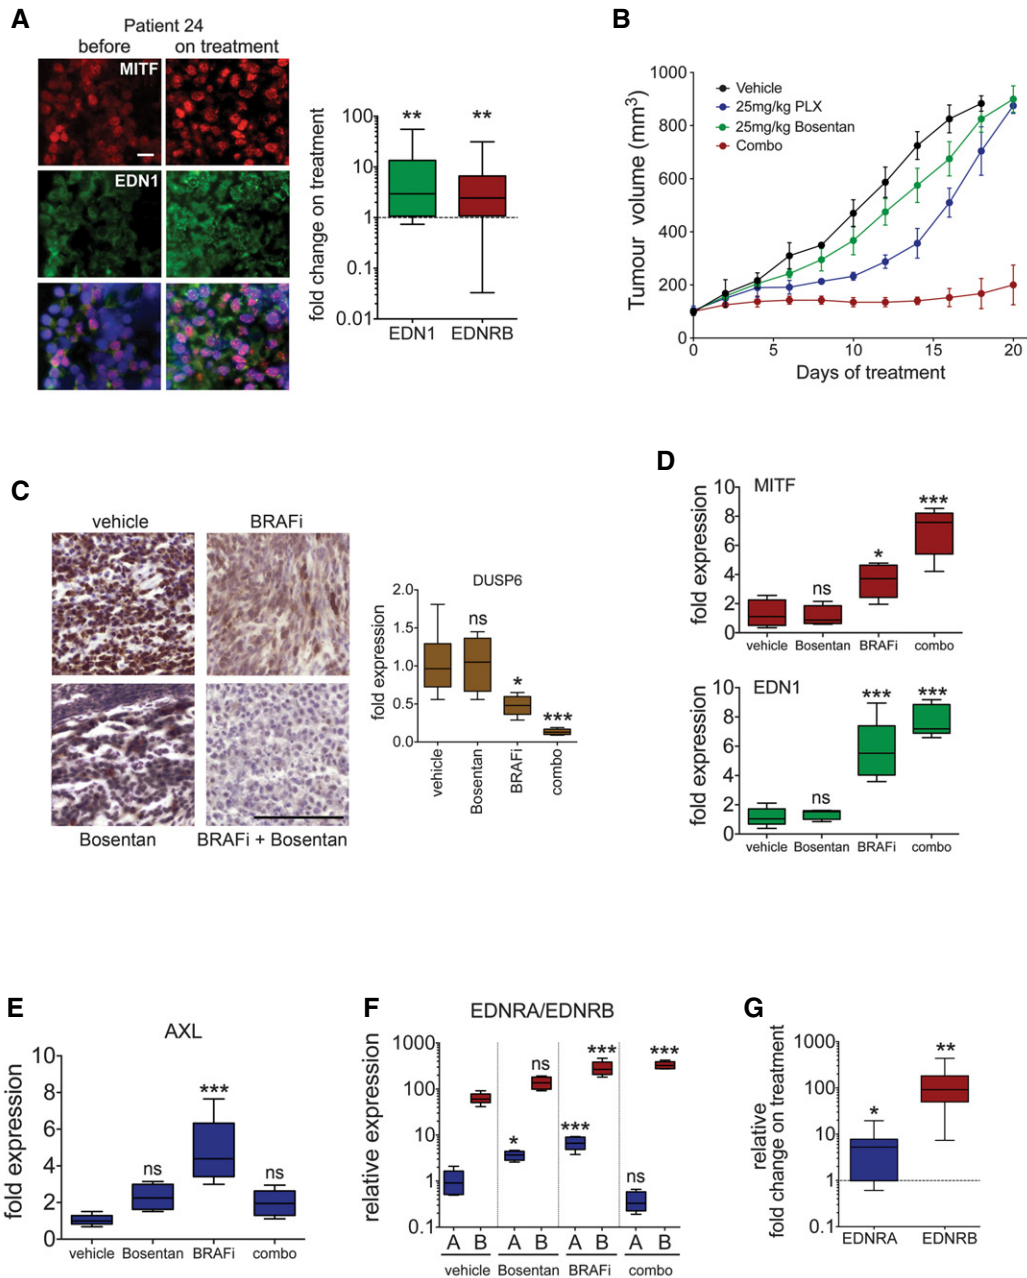 A
Patient 24
before on treatment
MITF
EDN1
fold change on treatment
100
10
1
0.1
0.01
** **
EDN1 EDNRB
B
Tumour volume (mm3)
1000
800
600
400
200
0
Vehicle
25mg/kg PLX
25mg/kg Bosentan
Combo
0 5 10 15 20
Days of treatment
C
vehicle BRAFi
Bosentan BRAFi + Bosentan
DUSP6
fold expression
2.0
1.5
1.0
0.5
0.0
ns
*
***
vehicle
Bosentan
BRAFi
combo
D
MITF
fold expression
10
8
6
4
2
0
ns
*
***
vehicle Bosentan BRAFi combo
EDN1
fold expression
10
8
6
4
2
0
ns
***
***
vehicle Bosentan BRAFi combo
E
AXL
fold expression
10
8
6
4
2
0
ns
***
ns
vehicle Bosentan BRAFi combo
F
EDNRA/EDNRB
relative expression
1000
100
10
1
0.1
*
ns
***
***
ns
***
A B A B A B A B
vehicle Bosentan BRAFi combo
G
relative
fold change on treatment
1000
100
10
1
0.1
*
**
EDNRA EDNRB